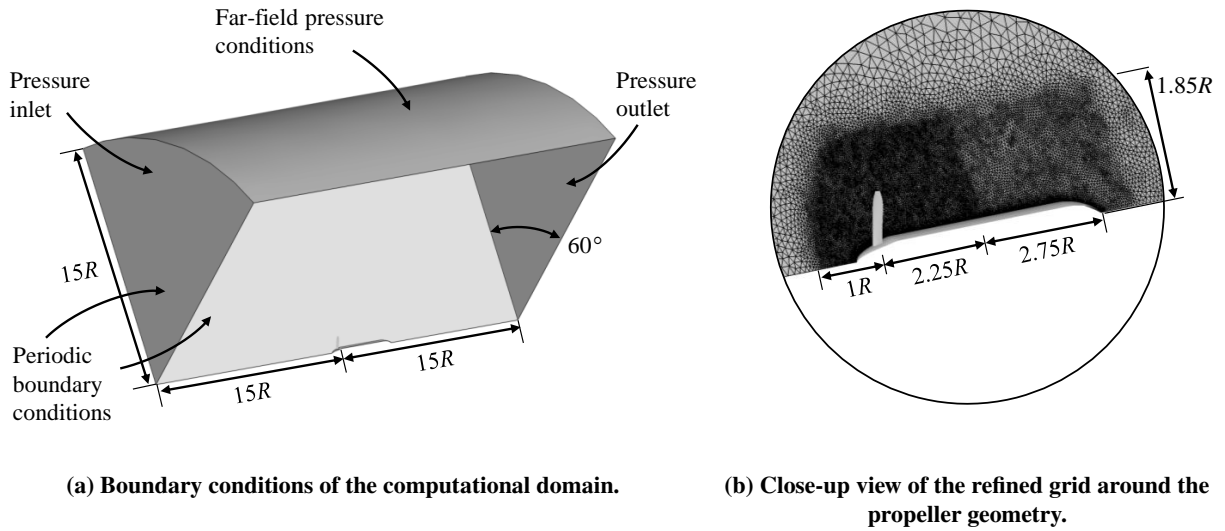 Far-field pressure
conditions
Pressure
inlet
Pressure
outlet
1.85R
60°
15R
1R
2.25R
2.75R
Periodic
boundary
conditions
15R
15R
(a) Boundary conditions of the computational domain.
(b) Close-up view of the refined grid around the
propeller geometry.